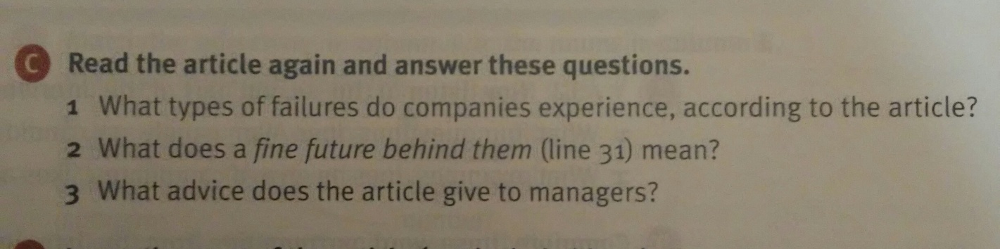 C Read the article again and answer these questions.
1 What types of failures do companies experience, according to the article?
2 What does a fine future behind them (line 31) mean?
3 What advice does the article give to managers?